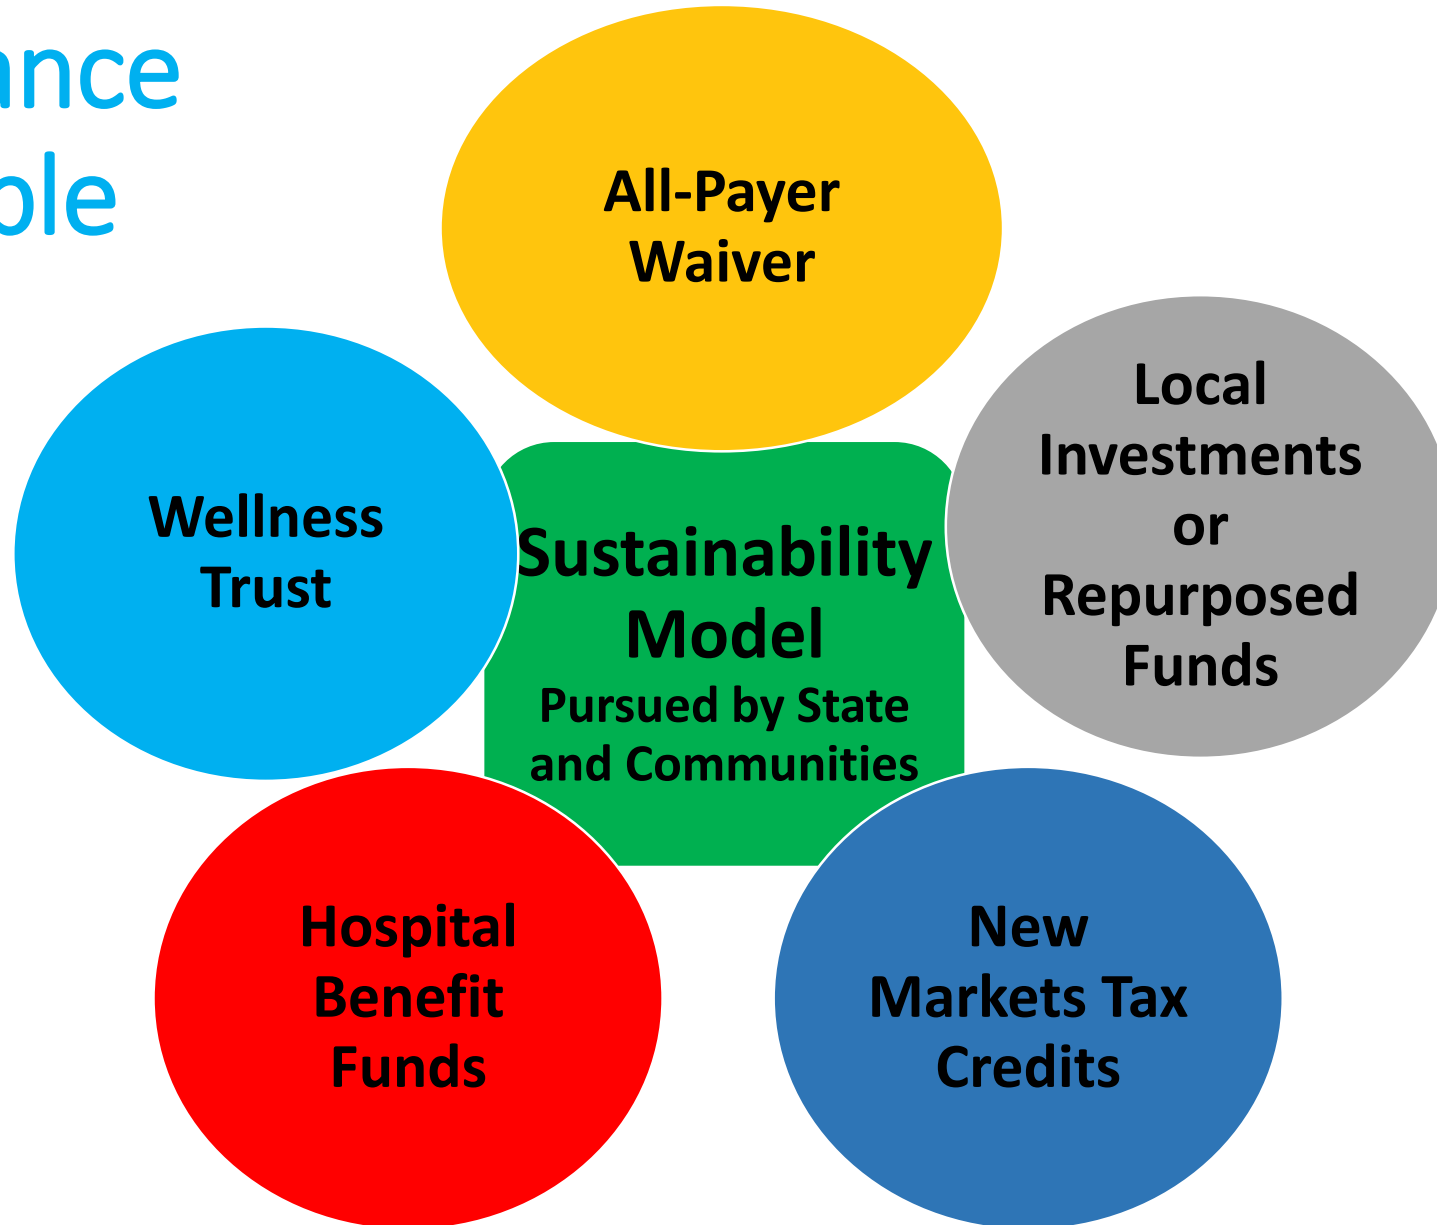 ance
ble
All-Payer
Waiver
Local
Investments
or
Repurposed
Funds
Wellness
Trust
Sustainability
Model
Pursued by State
and Communities
Hospital
Benefit
Funds
New
Markets Tax
Credits